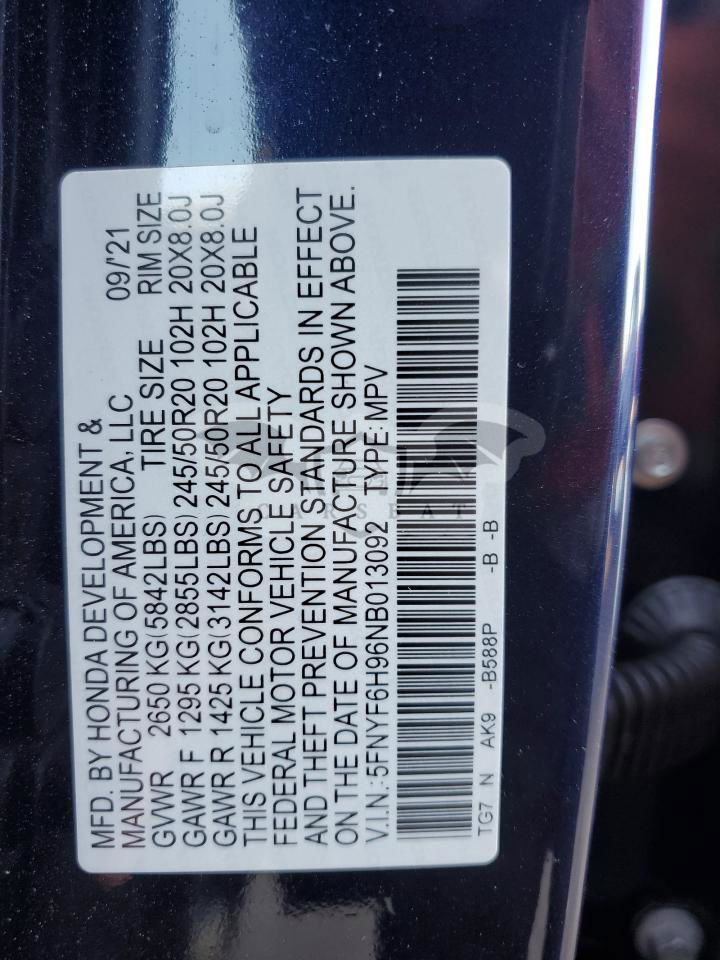 MFD. BY HONDA DEVELOPMENT &
MANUFACTURING OF AMERICA, LLC 09/'21
GVWR 2650 KG(5842LBS) TIRE SIZE RIM SIZE
GAWR F 1295 KG(2855LBS) 245/50R20 102H 20X8.0J
GAWR R 1425 KG(3142LBS) 245/50R20 102H 20X8.0J
THIS VEHICLE CONFORMS TO ALL APPLICABLE
FEDERAL MOTOR VEHICLE SAFETY
AND THEFT PREVENTION STANDARDS IN EFFECT
ON THE DATE OF MANUFACTURE SHOWN ABOVE.
V.I.N.:5FNYF6H96NB013092 TYPE: MPV
TG7 N AK9 -B588P -B -B
CARSEAT